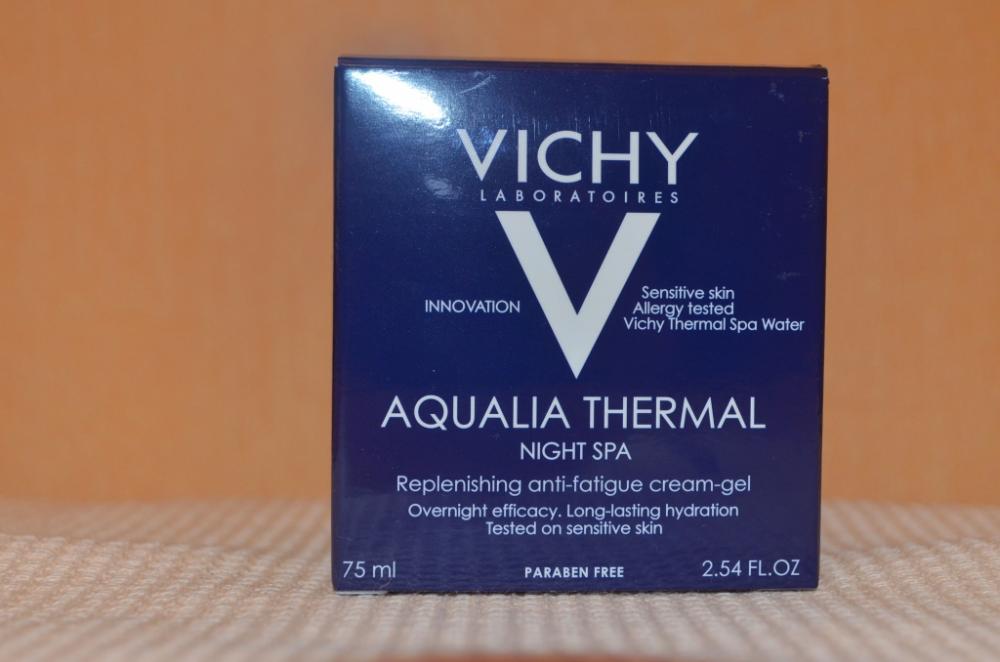 VICHY
LABORATOIRES
V
INNOVATION
Sensitive skin
Allergy tested
Vichy Thermal Spa Water
AQUALIA THERMAL
NIGHT SPA
Replenishing anti-fatigue cream-gel
Overnight efficacy. Long-lasting hydration
Tested on sensitive skin
75 ml
PARABEN FREE
2.54 FL.OZ